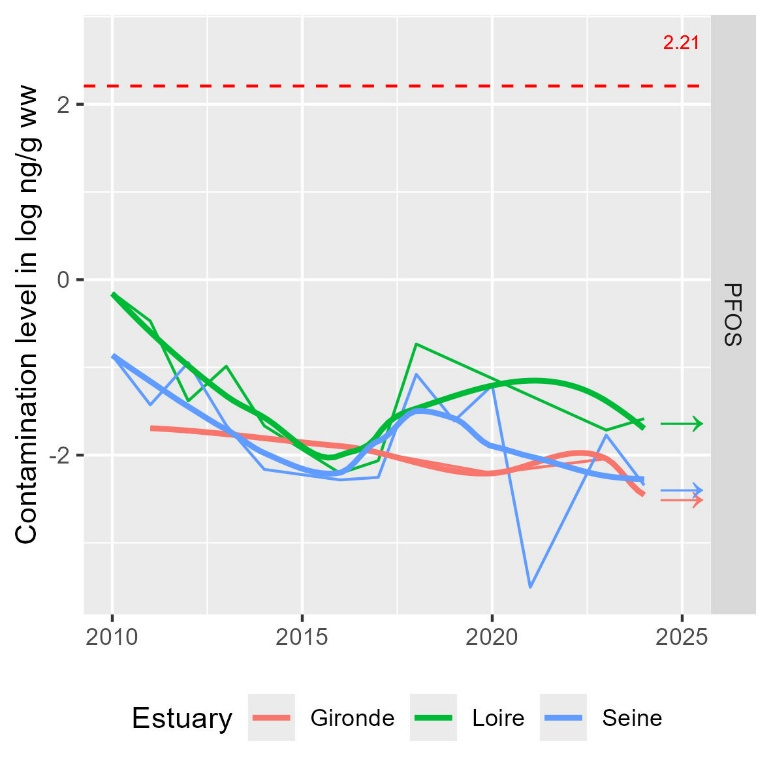 2.21
Contamination level in log ng/g ww
2
0
-2
PFOS
2010 2015 2020 2025
Estuary Gironde Loire Seine